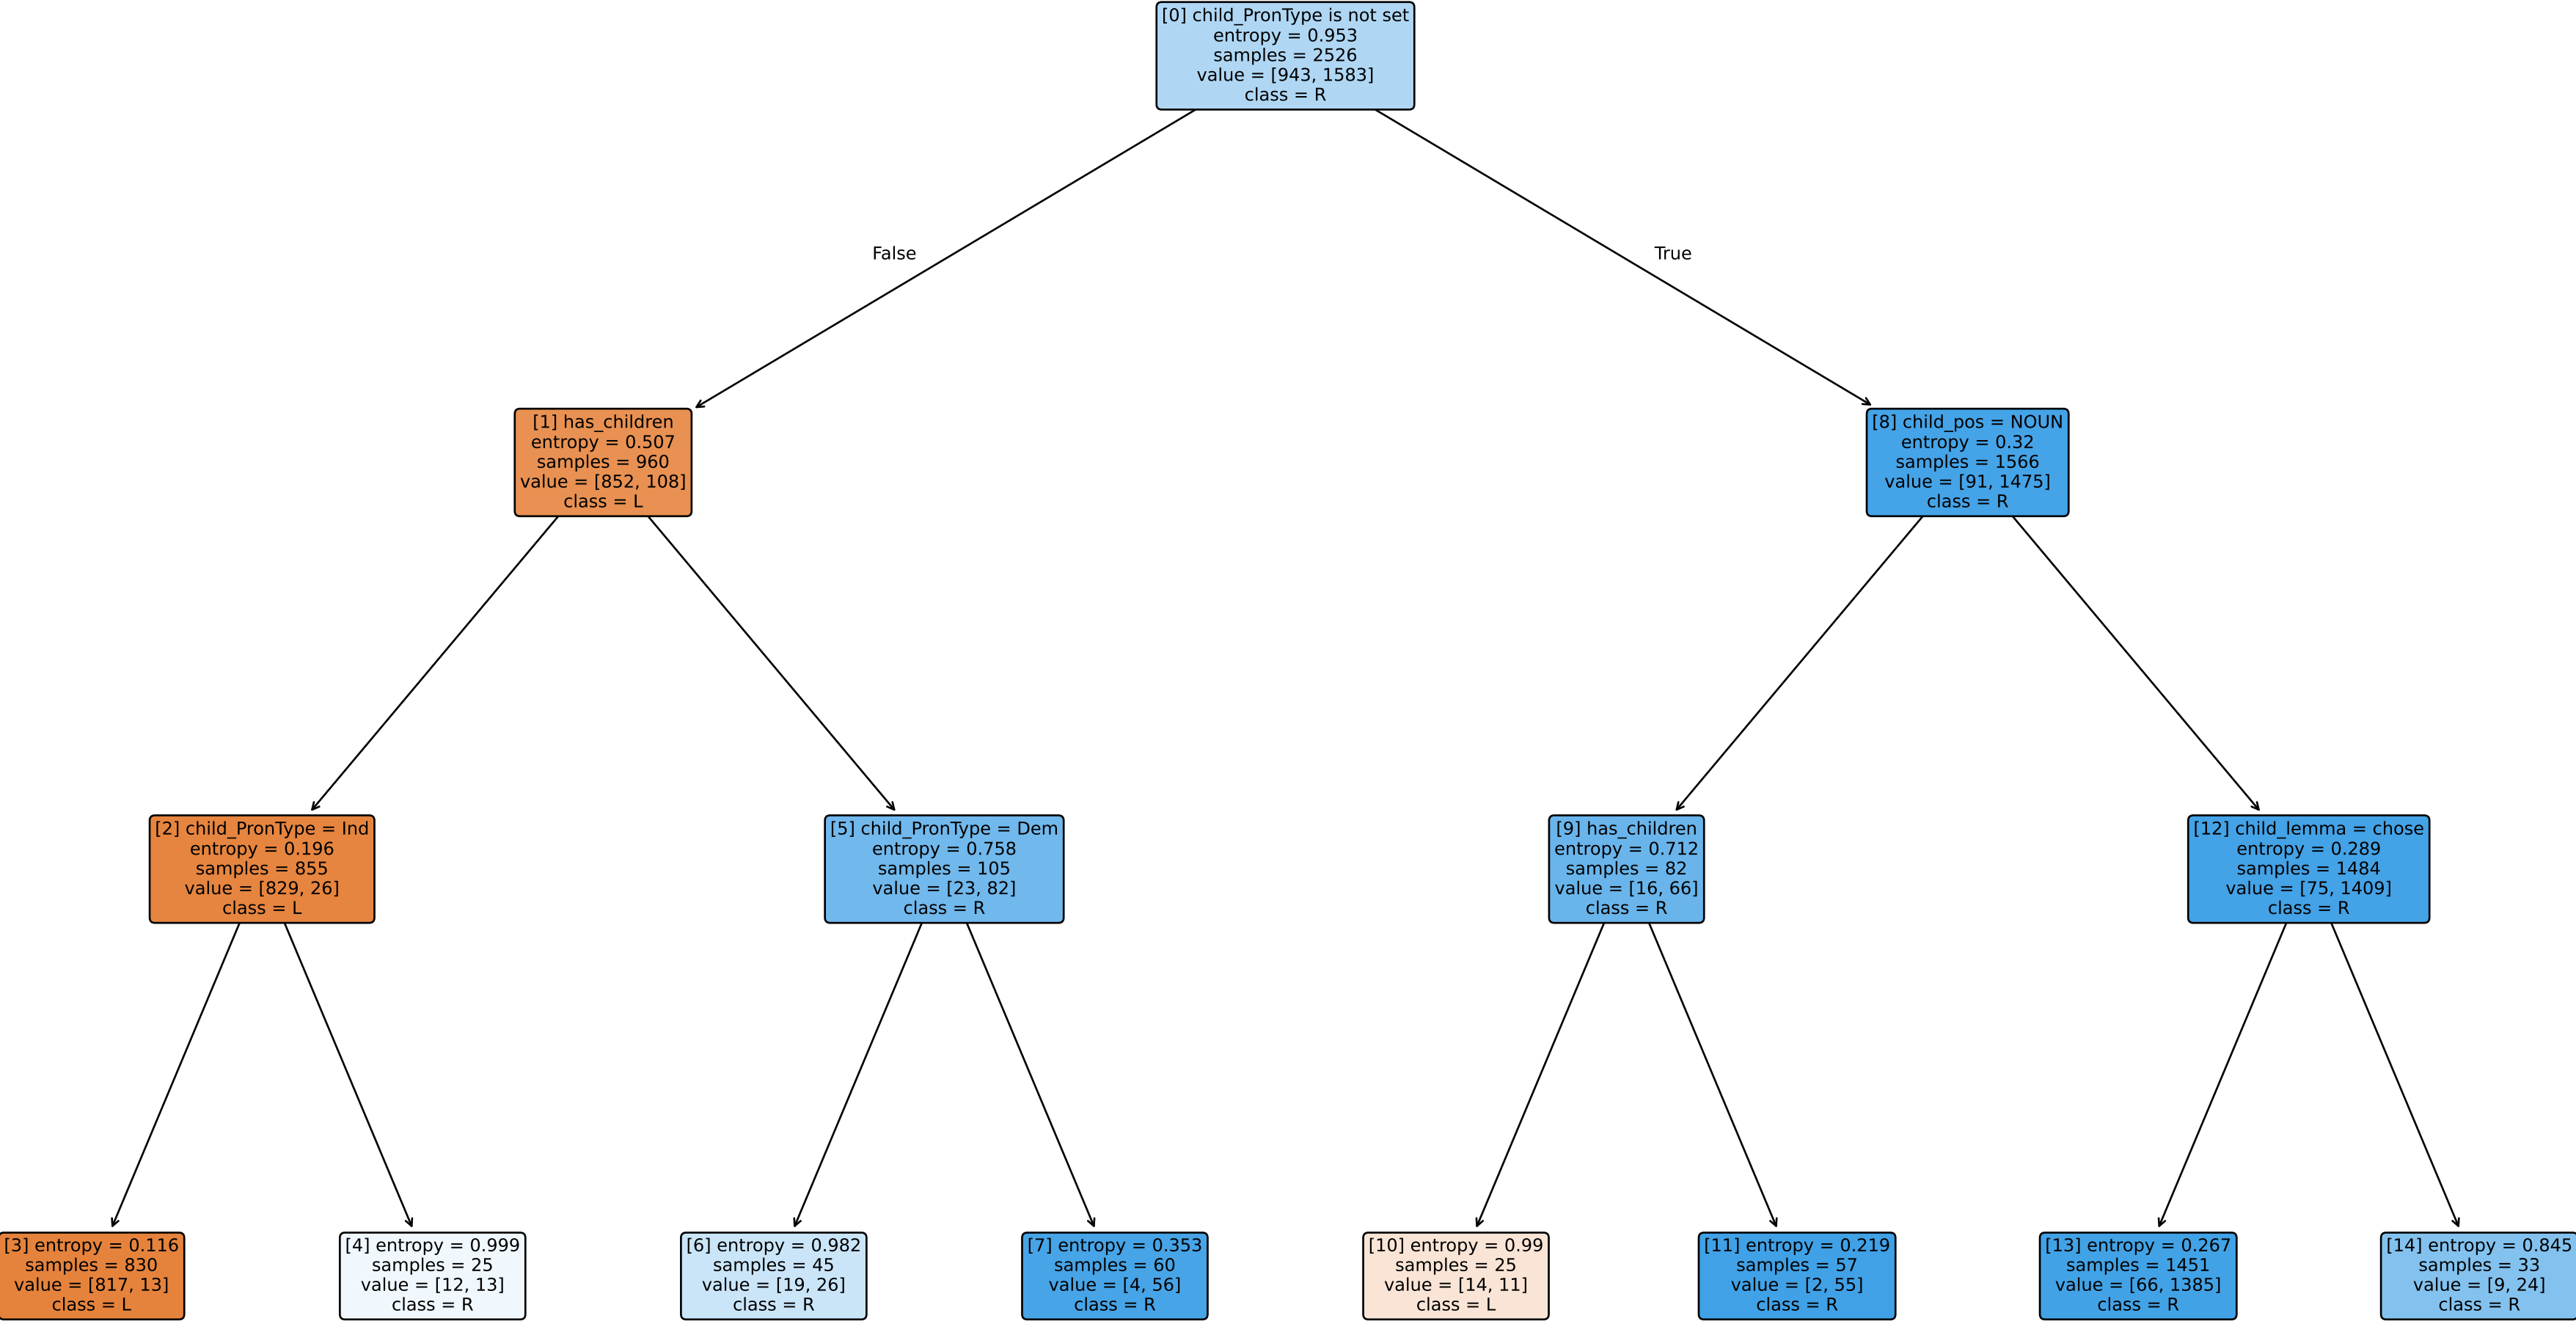 [0] child_PronType is not set
entropy = 0.953
samples = 2526
value = [943, 1583]
class = R
False
True
[1] has_children
entropy = 0.507
samples = 960
value = [852, 108]
class = L
[8] child_pos = NOUN
entropy = 0.32
samples = 1566
value = [91, 1475]
class = R
[2] child_PronType = Ind
entropy = 0.196
samples = 855
value = [829, 26]
class = L
[5] child_PronType = Dem
entropy = 0.758
samples = 105
value = [23, 82]
class = R
[9] has_children
entropy = 0.712
samples = 82
value = [16, 66]
class = R
[12] child_lemma = chose
entropy = 0.289
samples = 1484
value = [75, 1409]
class = R
[3] entropy = 0.116
samples = 830
value = [817, 13]
class = L
[4] entropy = 0.999
samples = 25
value = [12, 13]
class = R
[6] entropy = 0.982
samples = 45
value = [19, 26]
class = R
[7] entropy = 0.353
samples = 60
value = [4, 56]
class = R
[10] entropy = 0.99
samples = 25
value = [14, 11]
class = L
[11] entropy = 0.219
samples = 57
value = [2, 55]
class = R
[13] entropy = 0.267
samples = 1451
value = [66, 1385]
class = R
[14] entropy = 0.845
samples = 33
value = [9, 24]
class = R